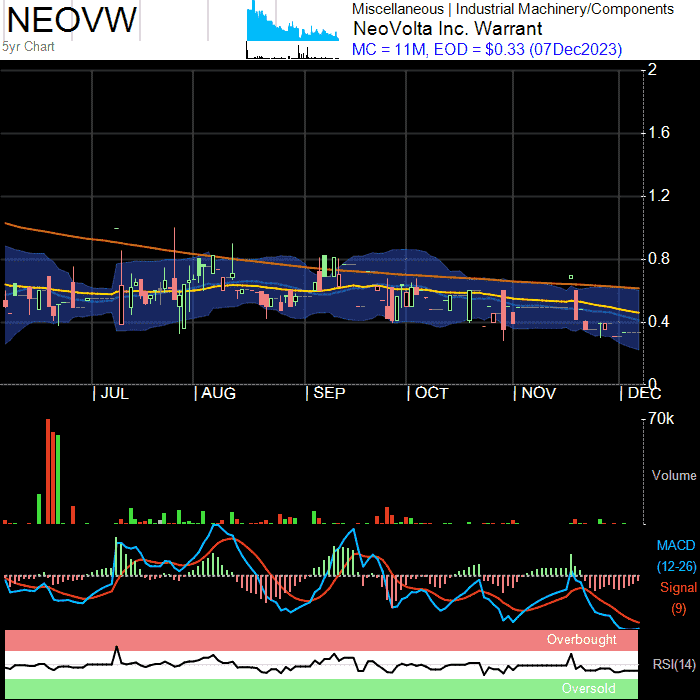 NEOVW
5yr Chart
Miscellaneous | Industrial Machinery/Components
NeoVolta Inc. Warrant
MC = 11M, EOD = $0.33 (07Dec2023)
2
1.6
1.2
0.8
0.4
0
JUL
AUG
SEP
OCT
NOV
DEC
70k
Volume
MACD
(12-26)
Signal
(9)
Overbought
RSI(14)
Oversold